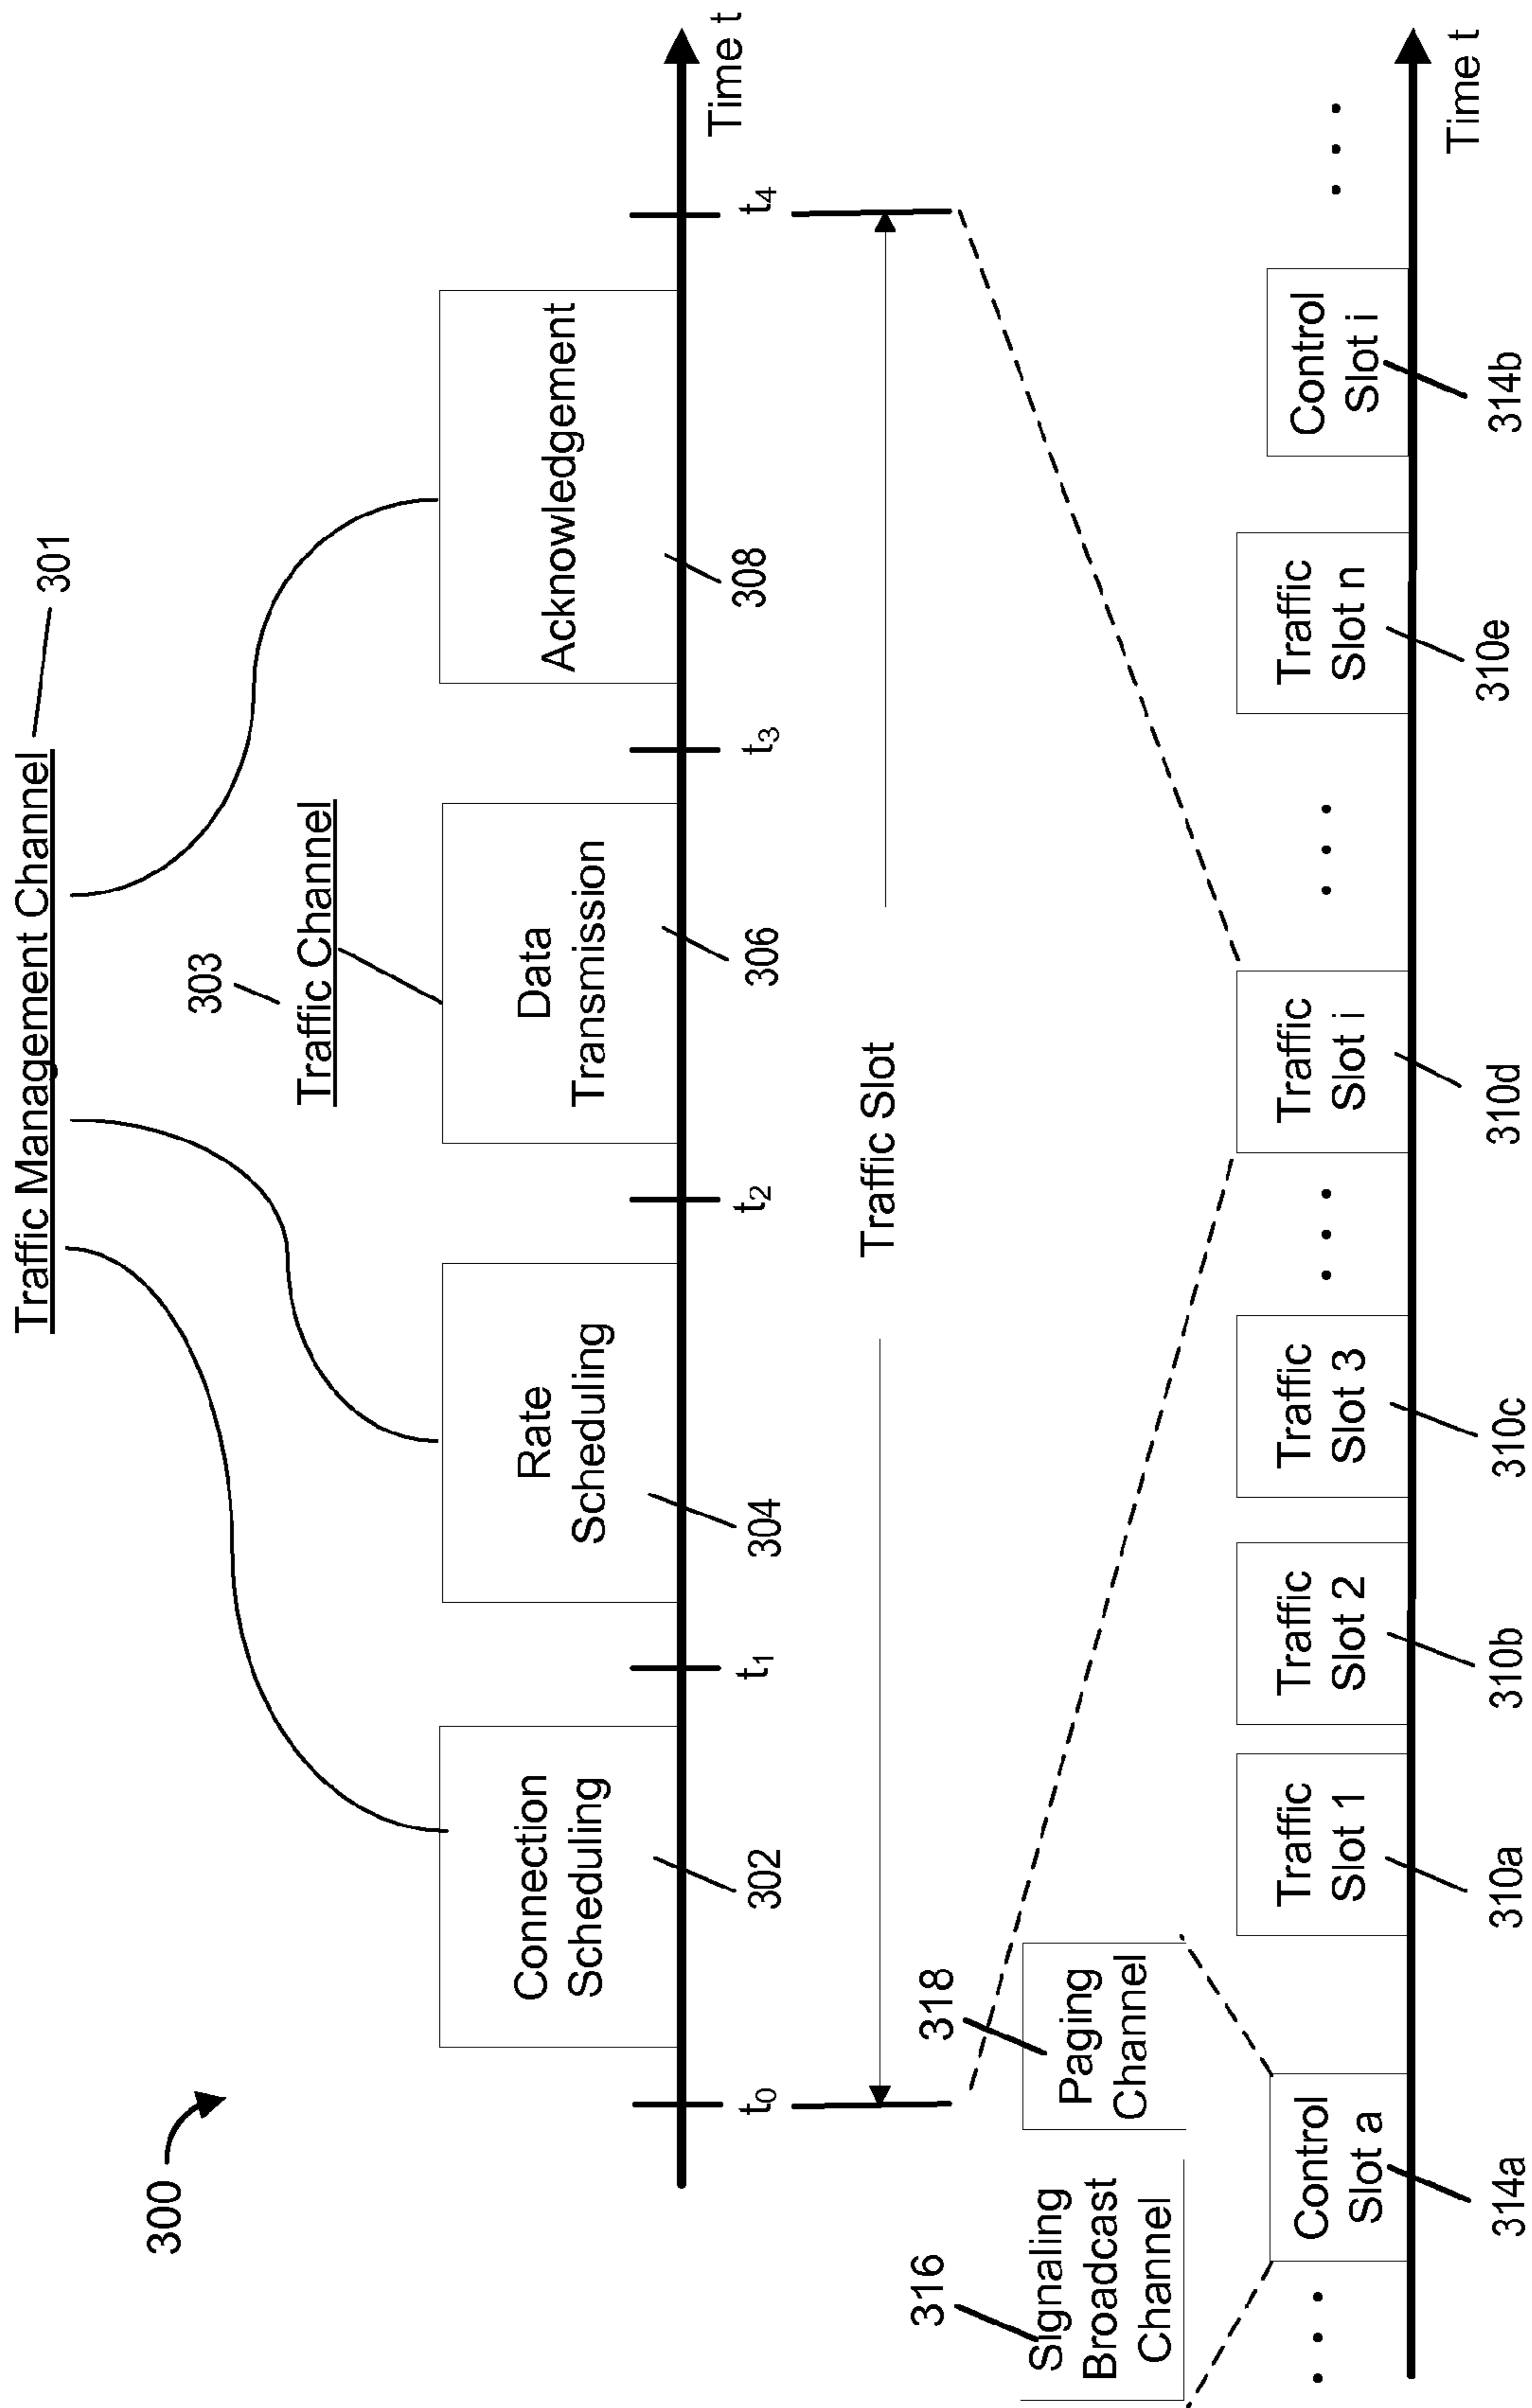 Traffic Management Channel
301
300
303
Traffic Channel
Connection
Scheduling
Rate
Scheduling
Data
Transmission
Acknowledgement
302
304
306
308
t0
t1
t2
t3
t4
Time t
Traffic Slot
316
318
Signaling
Broadcast
Channel
Paging
Channel
Control
Slot a
Traffic
Slot 1
Traffic
Slot 2
Traffic
Slot 3
. . .
Traffic
Slot i
. . .
Traffic
Slot n
Control
Slot i
. . .
. . .
314a
310a
310b
310c
310d
310e
314b
Time t